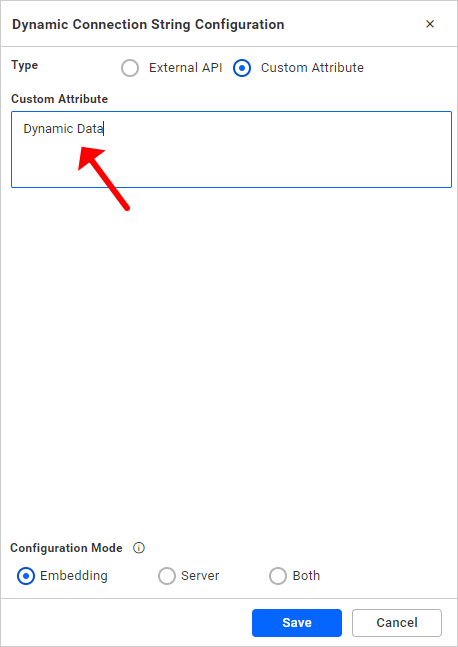 Dynamic Connection String Configuration ×
Type External API Custom Attribute
Custom Attribute
Dynamic Data
Configuration Mode
Embedding Server Both
Save Cancel